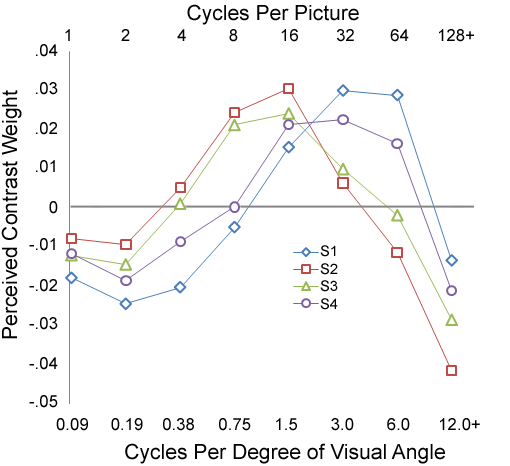 Cycles Per Picture
1 2 4 8 16 32 64 128+
.04
.03
.02
.01
0
-.01
-.02
-.03
-.04
-.05
Perceived Contrast Weight
S1
S2
S3
S4
0.09 0.19 0.38 0.75 1.5 3.0 6.0 12.0+
Cycles Per Degree of Visual Angle